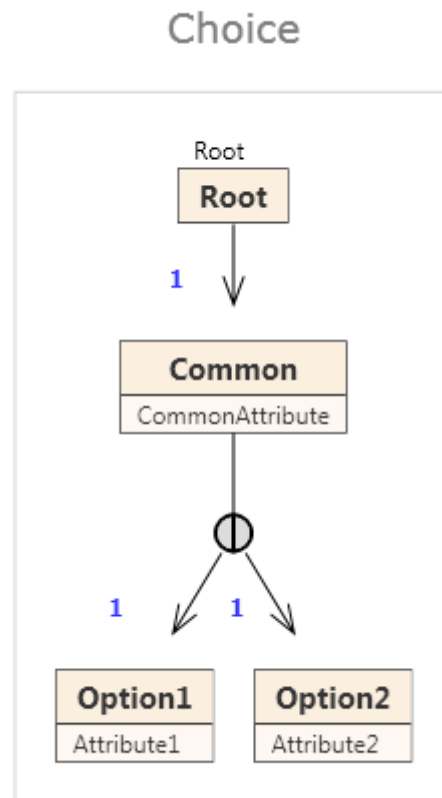 Choice
Root
Root
1
Common
CommonAttribute
1 1
Option1 Option2
Attribute1 Attribute2